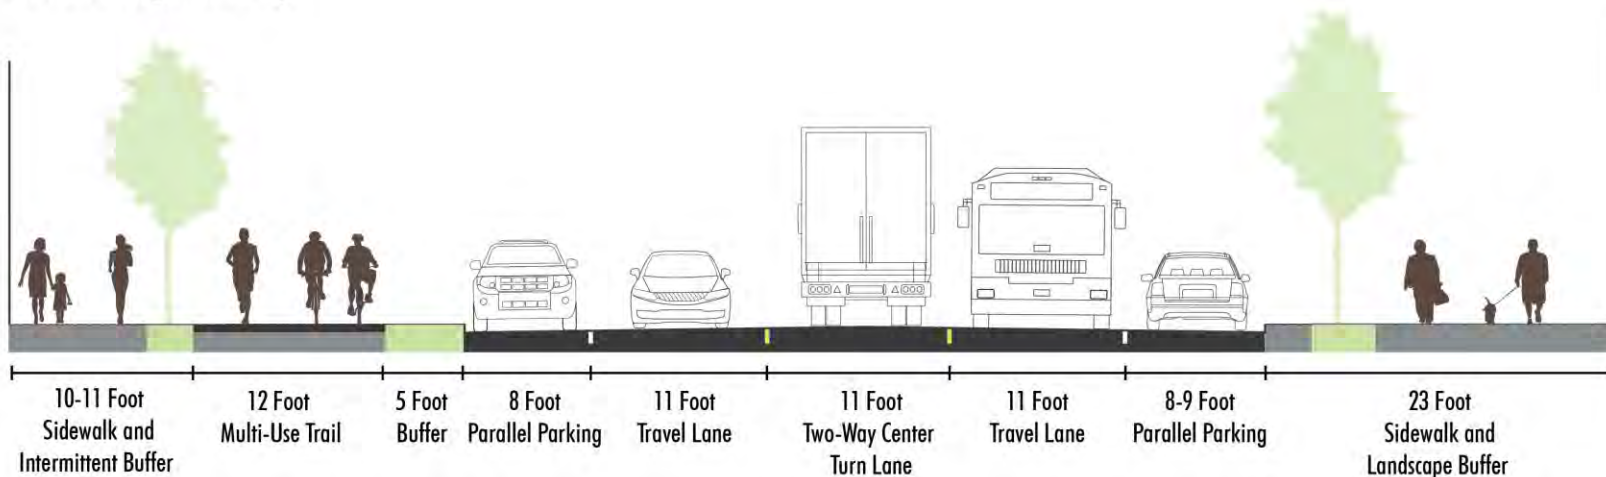 10-11 Foot
Sidewalk and
Intermittent Buffer
12 Foot
Multi-Use Trail
5 Foot
Buffer
8 Foot
Parallel Parking
11 Foot
Travel Lane
11 Foot
Two-Way Center
Turn Lane
11 Foot
Travel Lane
8-9 Foot
Parallel Parking
23 Foot
Sidewalk and
Landscape Buffer